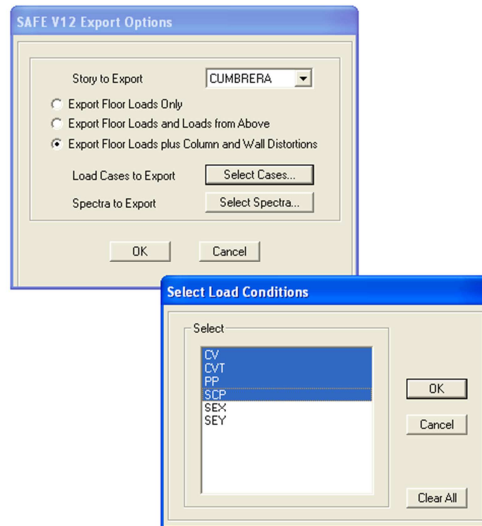 SAFE V12 Export Options
Story to Export CUMBRERA
Export Floor Loads Only
Export Floor Loads and Loads from Above
Export Floor Loads plus Column and Wall Distortions
Load Cases to Export Select Cases...
Spectra to Export Select Spectra...
OK Cancel
Select Load Conditions
Select
CV
CVT
PP
SCP
SEX
SEY
OK
Cancel
Clear All